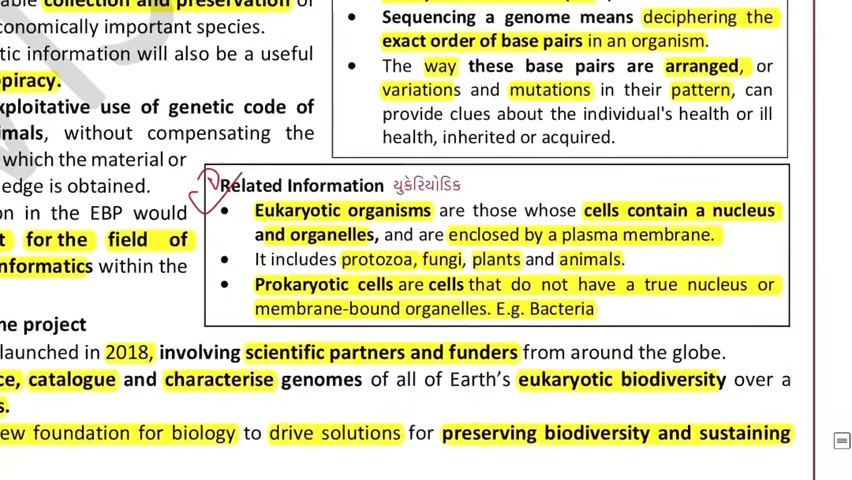 able collection and preservation of
conomically important species.
tic information will also be a useful
piracy.
xploitative use of genetic code of
imals, without compensating the
which the material or
edge is obtained.
on in the EBP would
t for the field of
nformatics within the
Sequencing a genome means deciphering the
exact order of base pairs in an organism.
The way these base pairs are arranged, or
variations and mutations in their pattern, can
provide clues about the individual's health or ill
health, inherited or acquired.
Related Information યુકેરિયોટિક
Eukaryotic organisms are those whose cells contain a nucleus
and organelles, and are enclosed by a plasma membrane.
It includes protozoa, fungi, plants and animals.
Prokaryotic cells are cells that do not have a true nucleus or
membrane-bound organelles. E.g. Bacteria
me project
launched in 2018, involving scientific partners and funders from around the globe.
ce, catalogue and characterise genomes of all of Earth's eukaryotic biodiversity over a
s.
ew foundation for biology to drive solutions for preserving biodiversity and sustaining